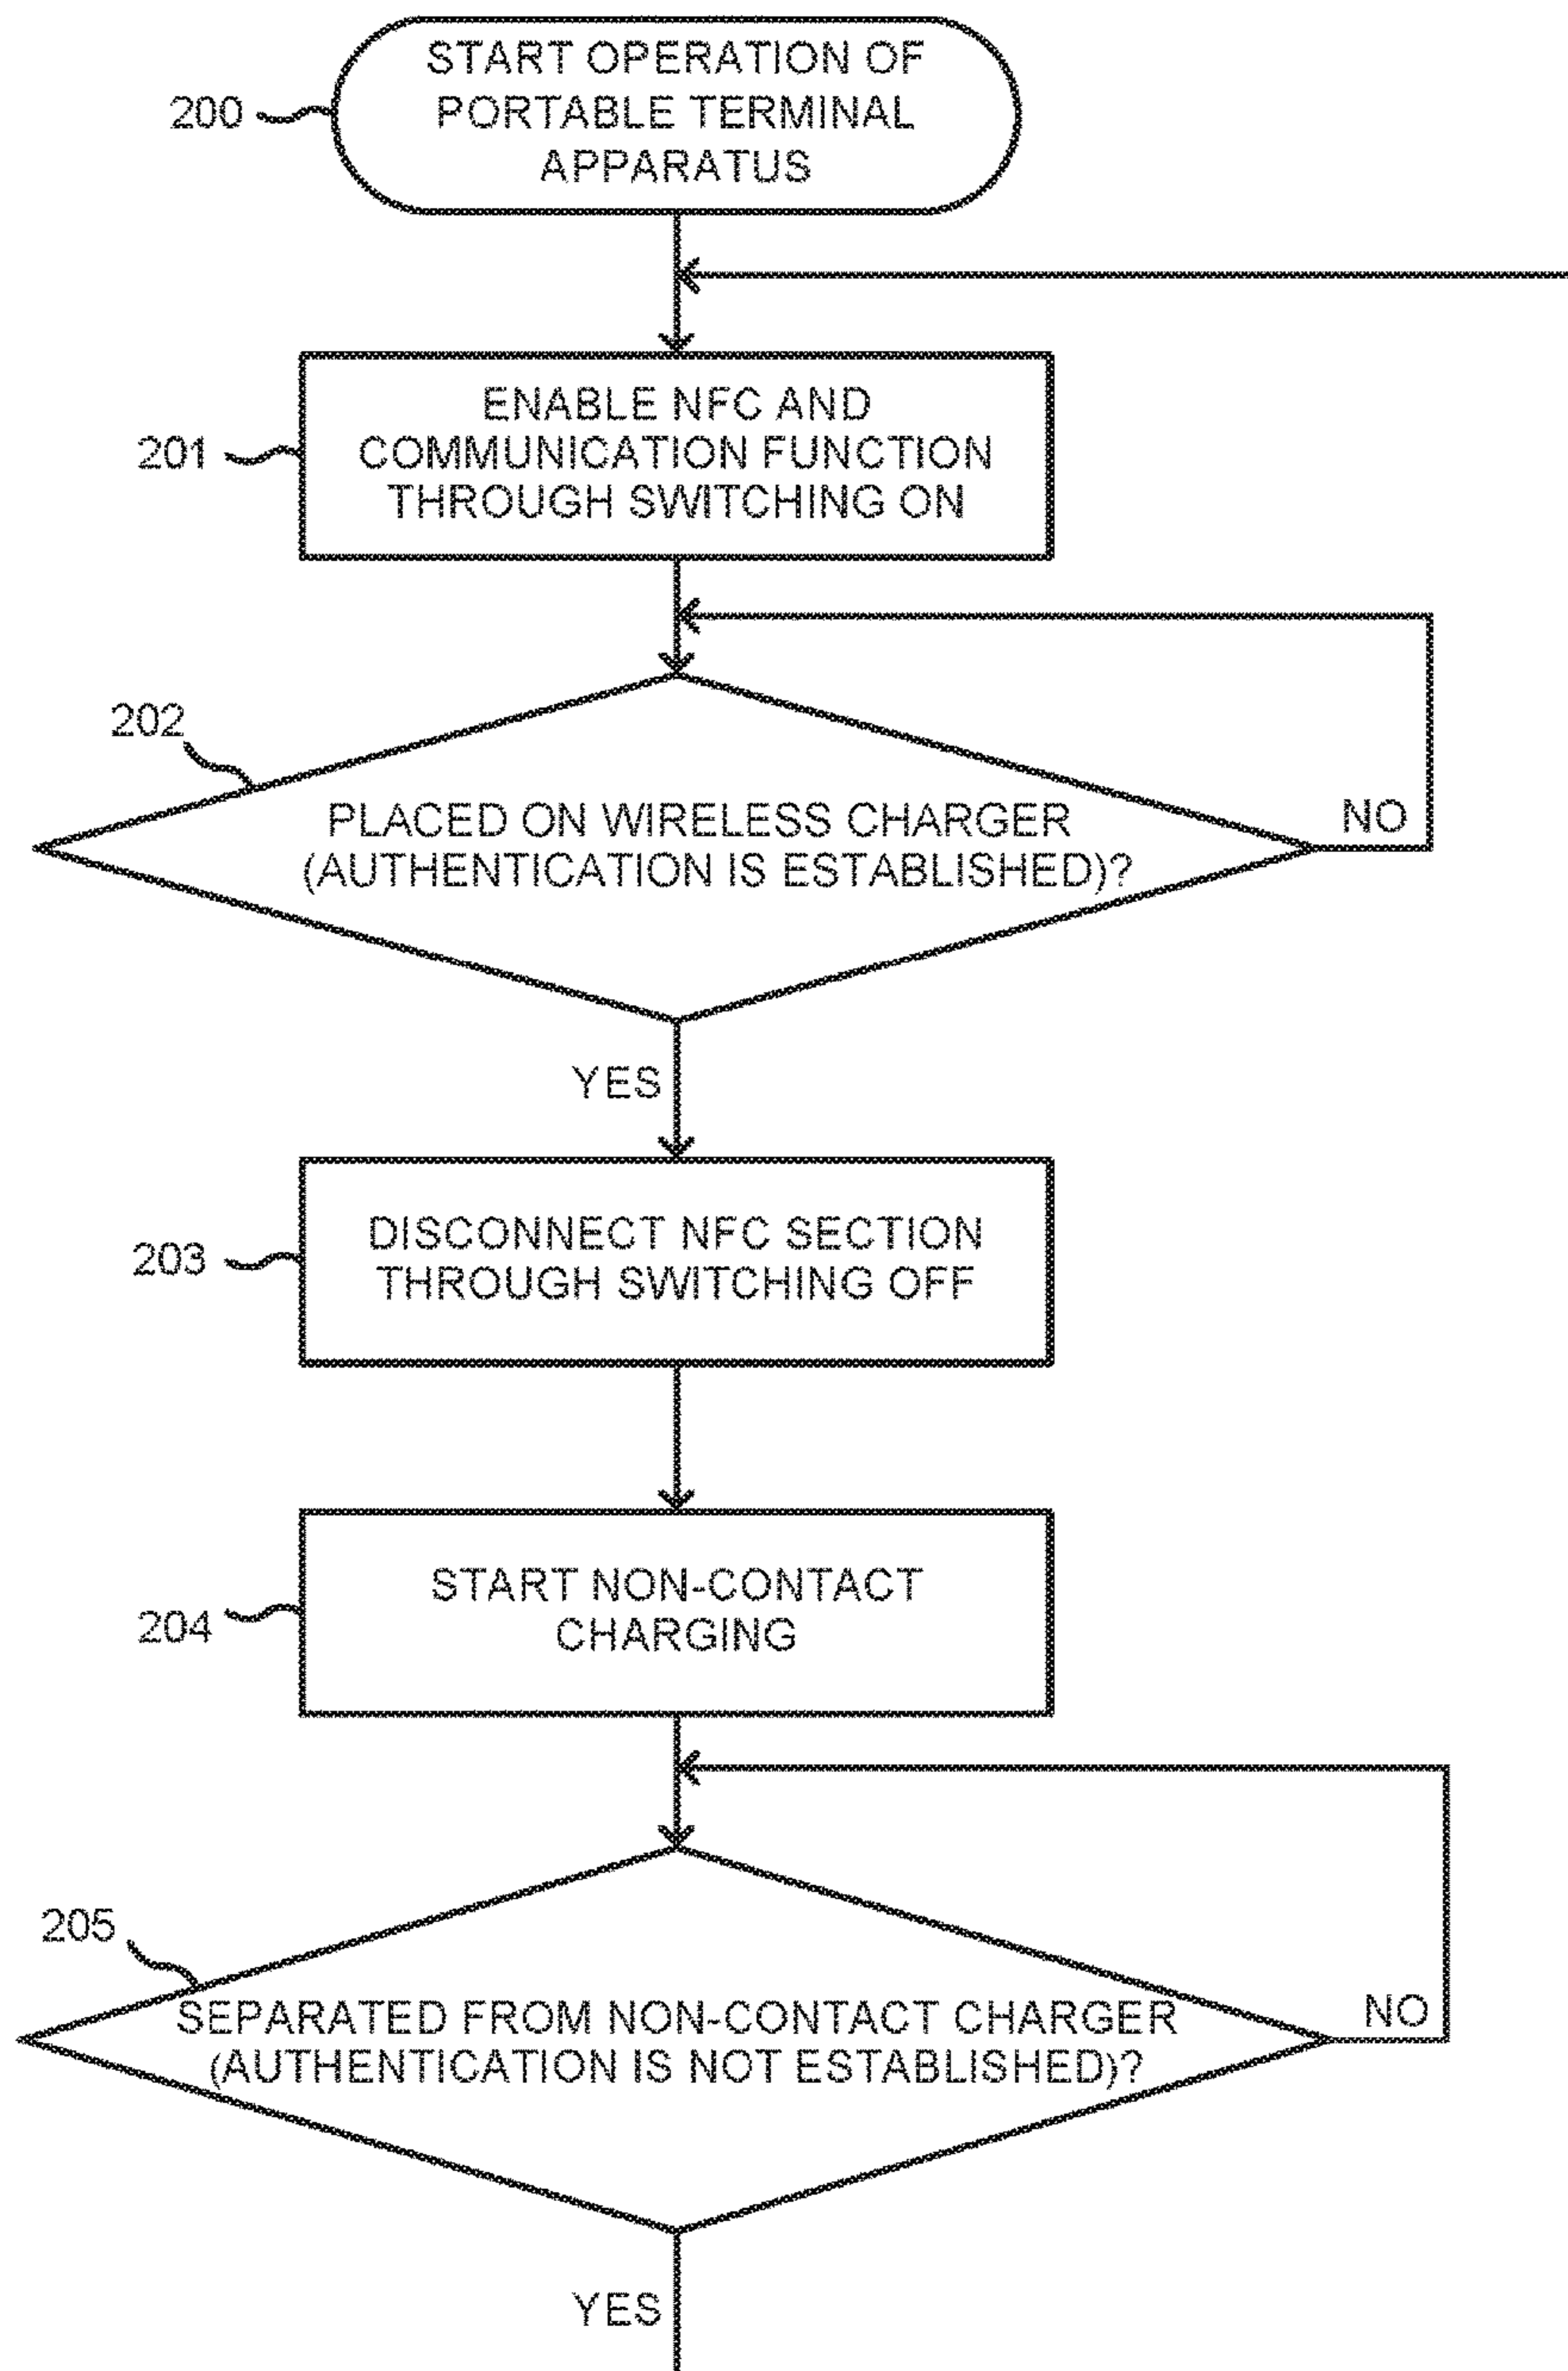 START OPERATION OF
PORTABLE TERMINAL
APPARATUS
200
ENABLE NFC AND
COMMUNICATION FUNCTION
THROUGH SWITCHING ON
201
202
PLACED ON WIRELESS CHARGER
(AUTHENTICATION IS ESTABLISHED)?
NO
YES
DISCONNECT NFC SECTION
THROUGH SWITCHING OFF
203
START NON-CONTACT
CHARGING
204
205
SEPARATED FROM NON-CONTACT CHARGER
(AUTHENTICATION IS NOT ESTABLISHED)?
NO
YES